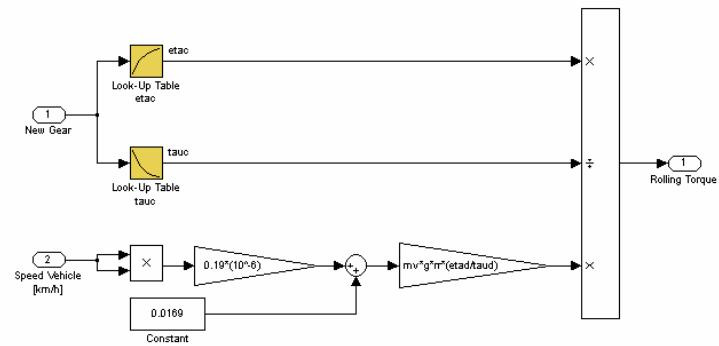 etac
×
Look-Up Table
etac
1
New Gear
tauc
÷
1
Rolling Torque
Look-Up Table
tauc
2
Speed Vehicle
[km/h]
×
0.19*(10^-6)
+
+
mv*g*rr*(etad/taud)
×
0.0169
Constant